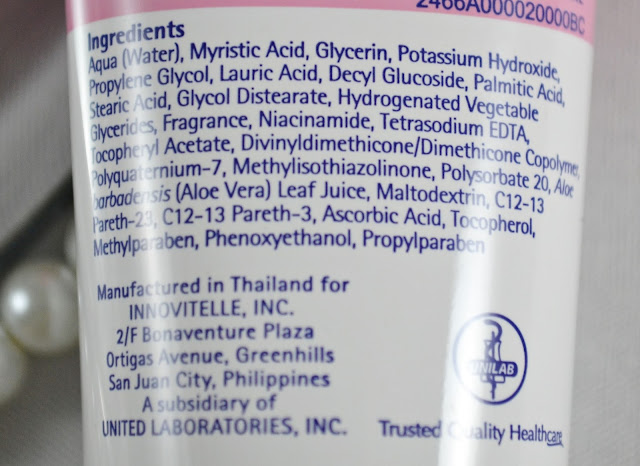 2466A000020000BC
Ingredients
Aqua (Water), Myristic Acid, Glycerin, Potassium Hydroxide,
Propylene Glycol, Lauric Acid, Decyl Glucoside, Palmitic Acid,
Stearic Acid, Glycol Distearate, Hydrogenated Vegetable
Glycerides, Fragrance, Niacinamide, Tetrasodium EDTA,
Tocopheryl Acetate, Divinyldimethicone/Dimethicone Copolymer,
Polyquaternium-7, Methylisothiazolinone, Polysorbate 20, Aloe
barbadensis (Aloe Vera) Leaf Juice, Maltodextrin, C12-13
Pareth-23, C12-13 Pareth-3, Ascorbic Acid, Tocopherol,
Methylparaben, Phenoxyethanol, Propylparaben
Manufactured in Thailand for
INNOVITELLE, INC.
2/F Bonaventure Plaza
Ortigas Avenue, Greenhills
San Juan City, Philippines
A subsidiary of
UNITED LABORATORIES, INC.
UNILAB
Trusted Quality Healthcare